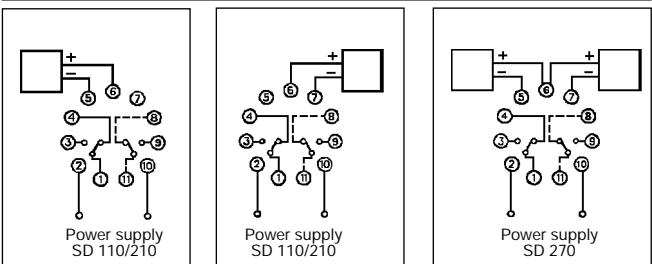 +
−
⑤ ⑥ ⑦
④ ⑧
③ ⑨
② ⑩
① ⑪
Power supply
SD 110/210
+
−
⑤ ⑥ ⑦
④ ⑧
③ ⑨
② ⑩
① ⑪
Power supply
SD 110/210
+ +
− −
⑤ ⑥ ⑦
④ ⑧
③ ⑨
② ⑩
① ⑪
Power supply
SD 270